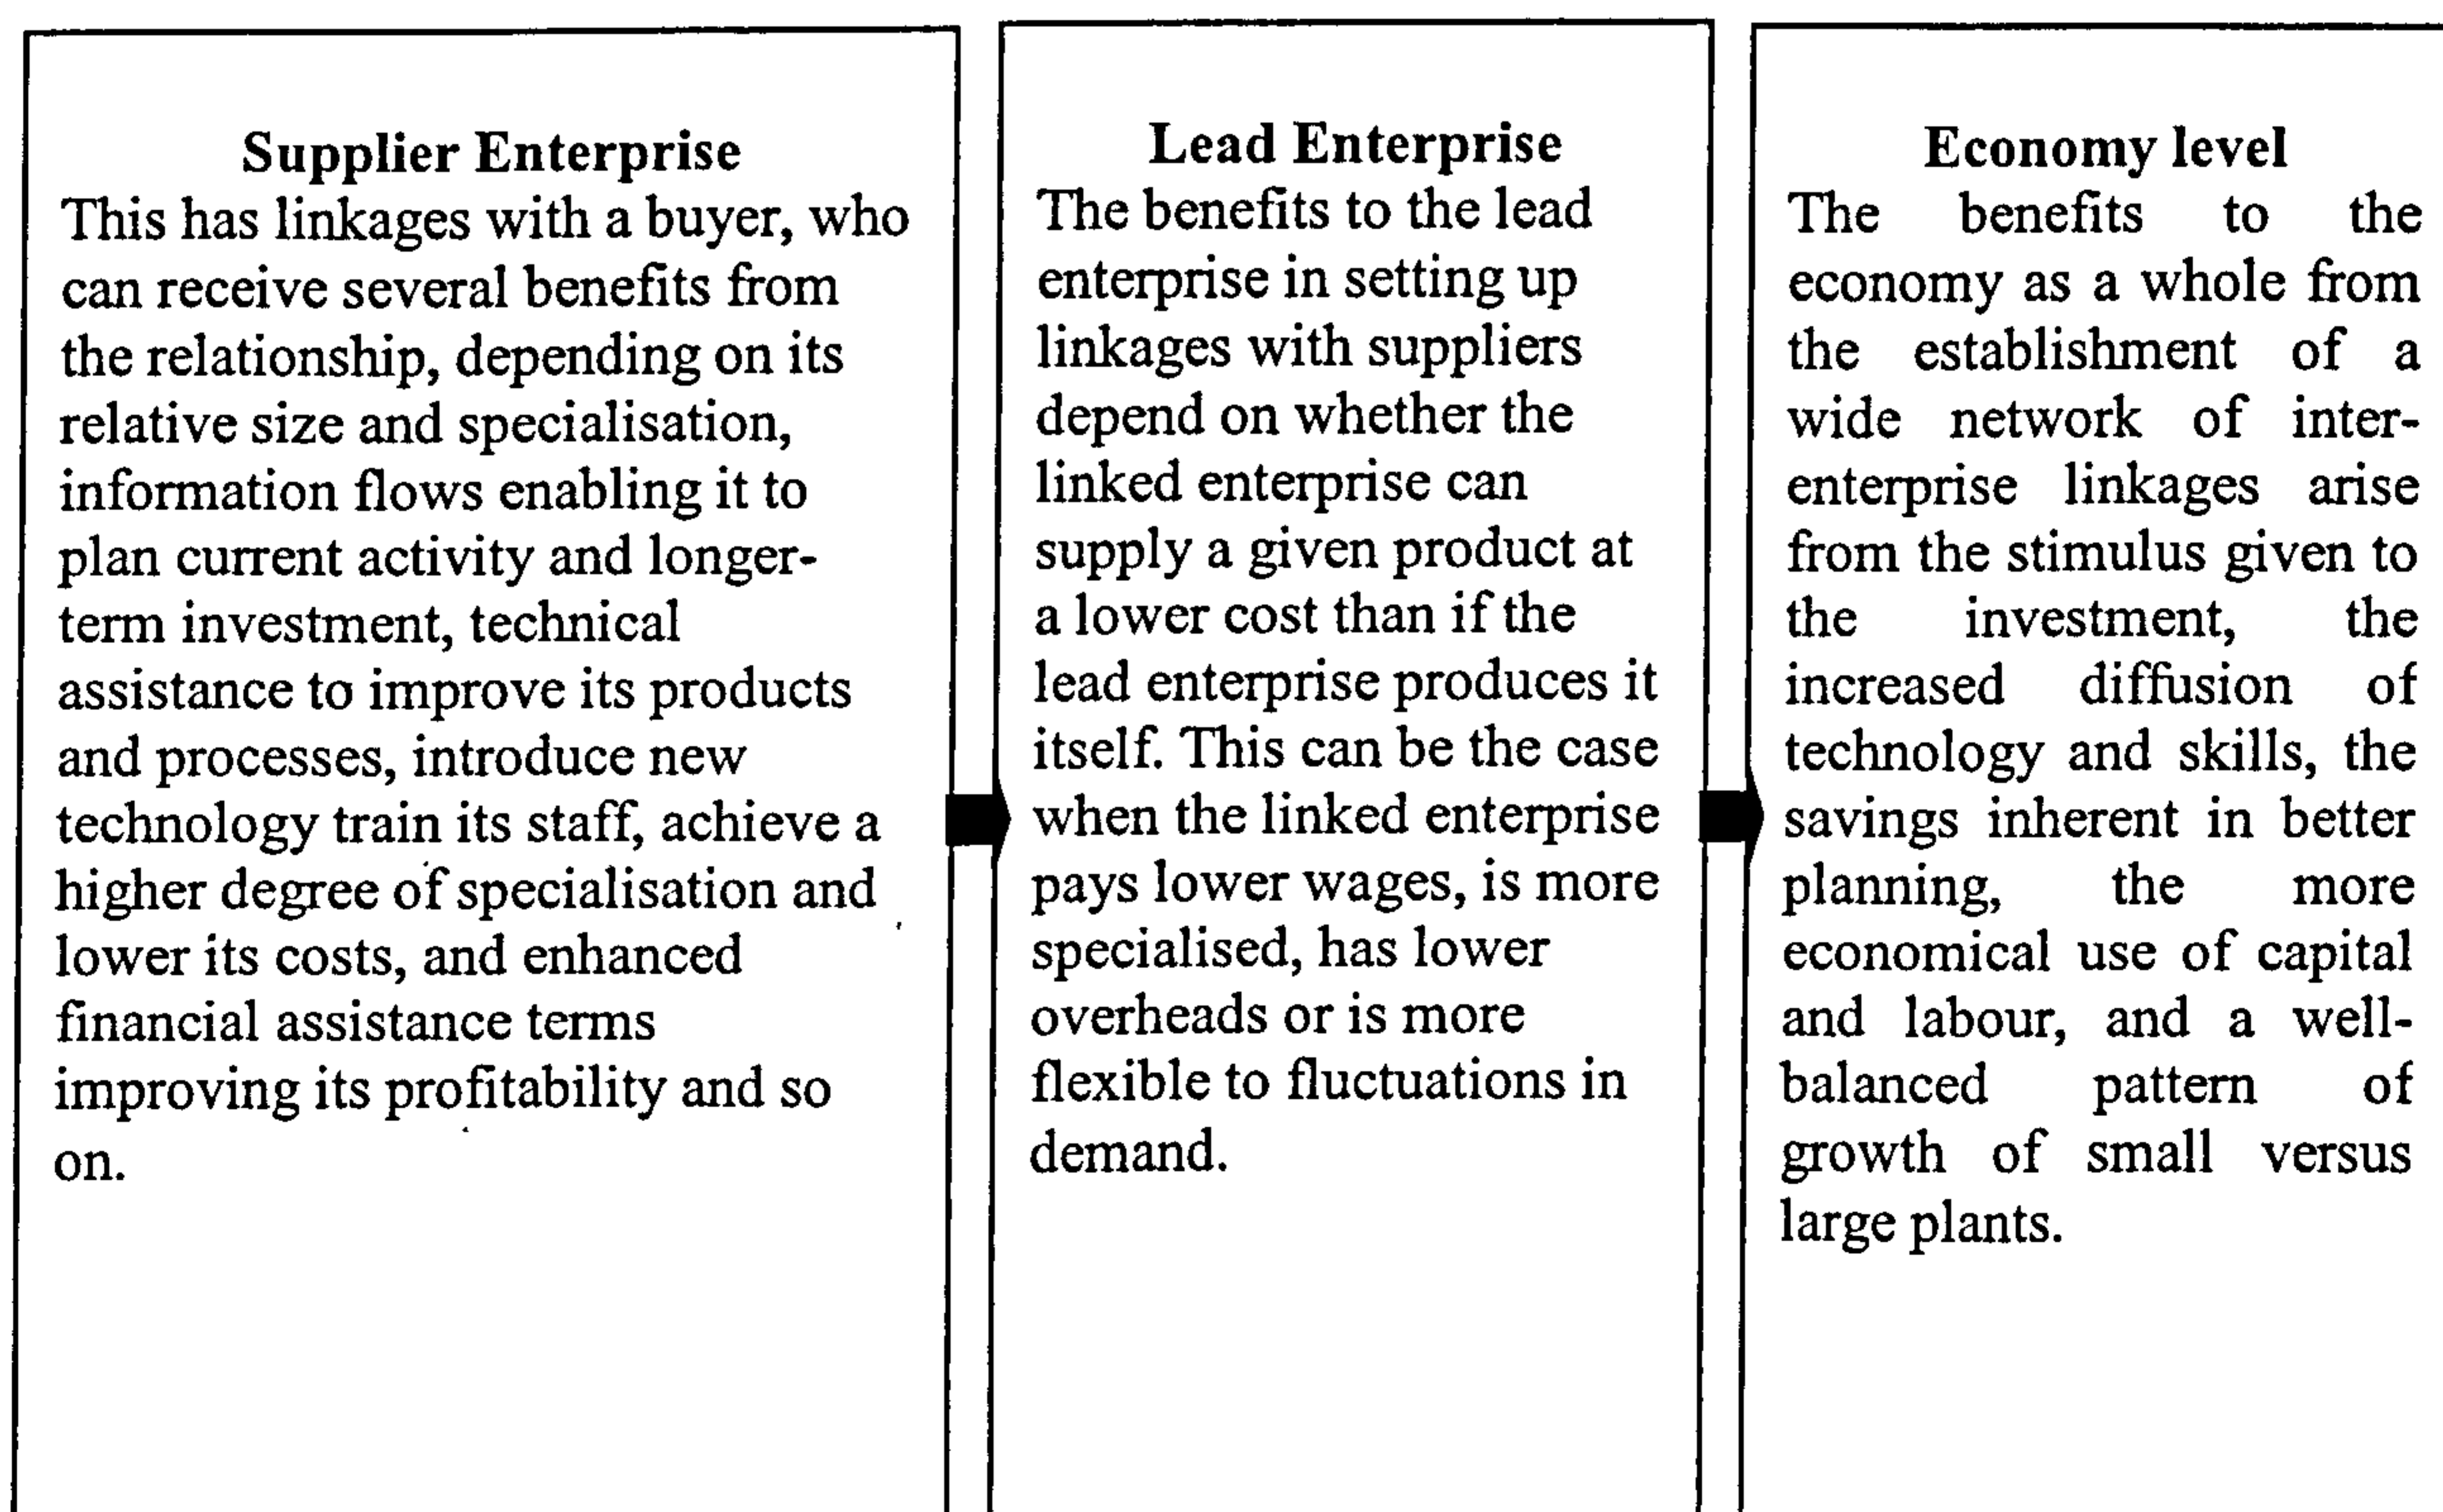 Supplier Enterprise
This has linkages with a buyer, who
can receive several benefits from
the relationship, depending on its
relative size and specialisation,
information flows enabling it to
plan current activity and longer-
term investment, technical
assistance to improve its products
and processes, introduce new
technology train its staff, achieve a
higher degree of specialisation and
lower its costs, and enhanced
financial assistance terms
improving its profitability and so
on.
Lead Enterprise
The benefits to the lead
enterprise in setting up
linkages with suppliers
depend on whether the
linked enterprise can
supply a given product at
a lower cost than if the
lead enterprise produces it
itself. This can be the case
when the linked enterprise
pays lower wages, is more
specialised, has lower
overheads or is more
flexible to fluctuations in
demand.
Economy level
The benefits to the
economy as a whole from
the establishment of a
wide network of inter-
enterprise linkages arise
from the stimulus given to
the investment, the
increased diffusion of
technology and skills, the
savings inherent in better
planning, the more
economical use of capital
and labour, and a well-
balanced pattern of
growth of small versus
large plants.